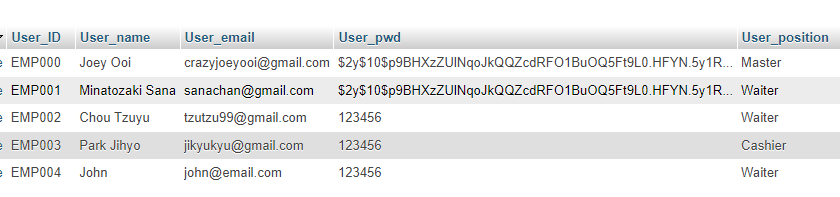 User_ID User_name User_email User_pwd User_position
EMP000 Joey Ooi crazyjoeyooi@gmail.com $2y$10$p9BHXzZUINqoJkQQZcdRFO1BuOQ5Ft9L0.HFYN.5y1R... Master
EMP001 Minatozaki Sana sanachan@gmail.com $2y$10$p9BHXzZUINqoJkQQZcdRFO1BuOQ5Ft9L0.HFYN.5y1R... Waiter
EMP002 Chou Tzuyu tzutzu99@gmail.com 123456 Waiter
EMP003 Park Jihyo jikyukyu@gmail.com 123456 Cashier
EMP004 John john@email.com 123456 Waiter